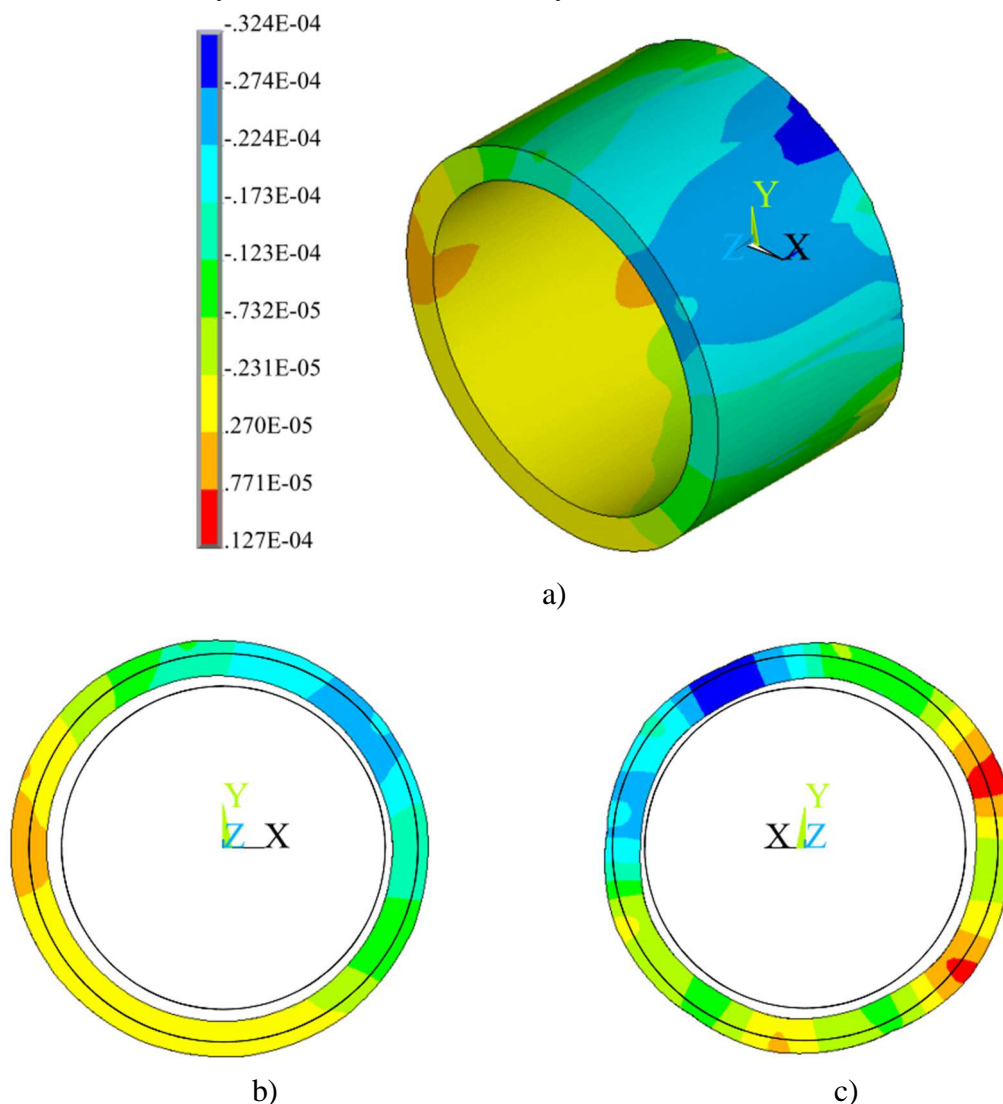 -.324E-04
-.274E-04
-.224E-04
-.173E-04
-.123E-04
-.732E-05
-.231E-05
.270E-05
.771E-05
.127E-04
Y
Z X
a)
Y
Z X
Y
X Z
b) c)